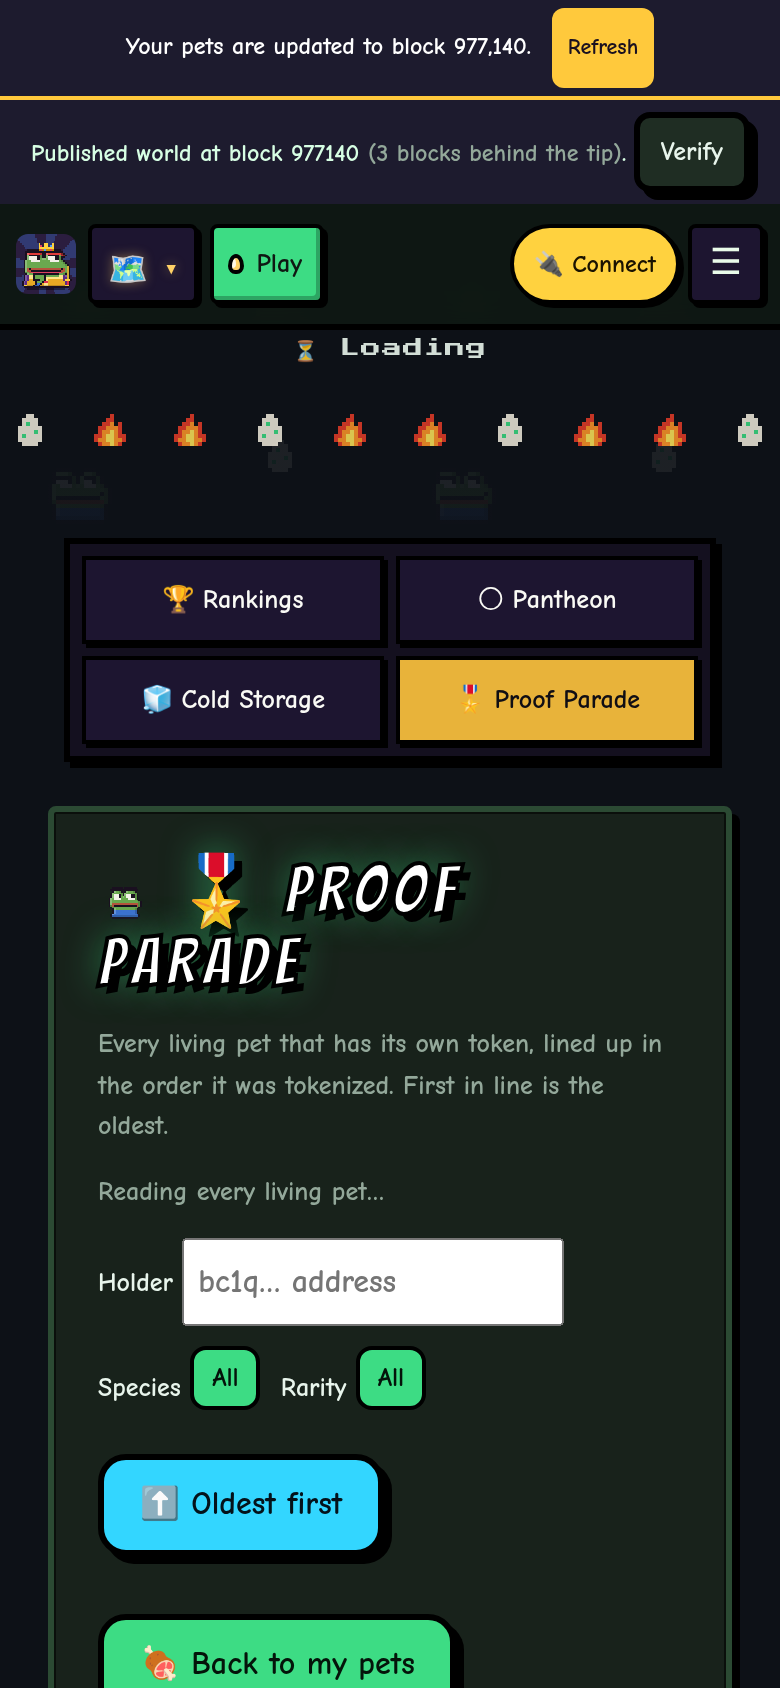 Your pets are updated to block 977,140. Refresh
Published world at block 977140 (3 blocks behind the tip). Verify
Play Connect
Loading
Rankings Pantheon
Cold Storage Proof Parade
PROOF
PARADE
Every living pet that has its own token, lined up in
the order it was tokenized. First in line is the
oldest.
Reading every living pet...
Holder bc1q... address
Species All Rarity All
Oldest first
Back to my pets